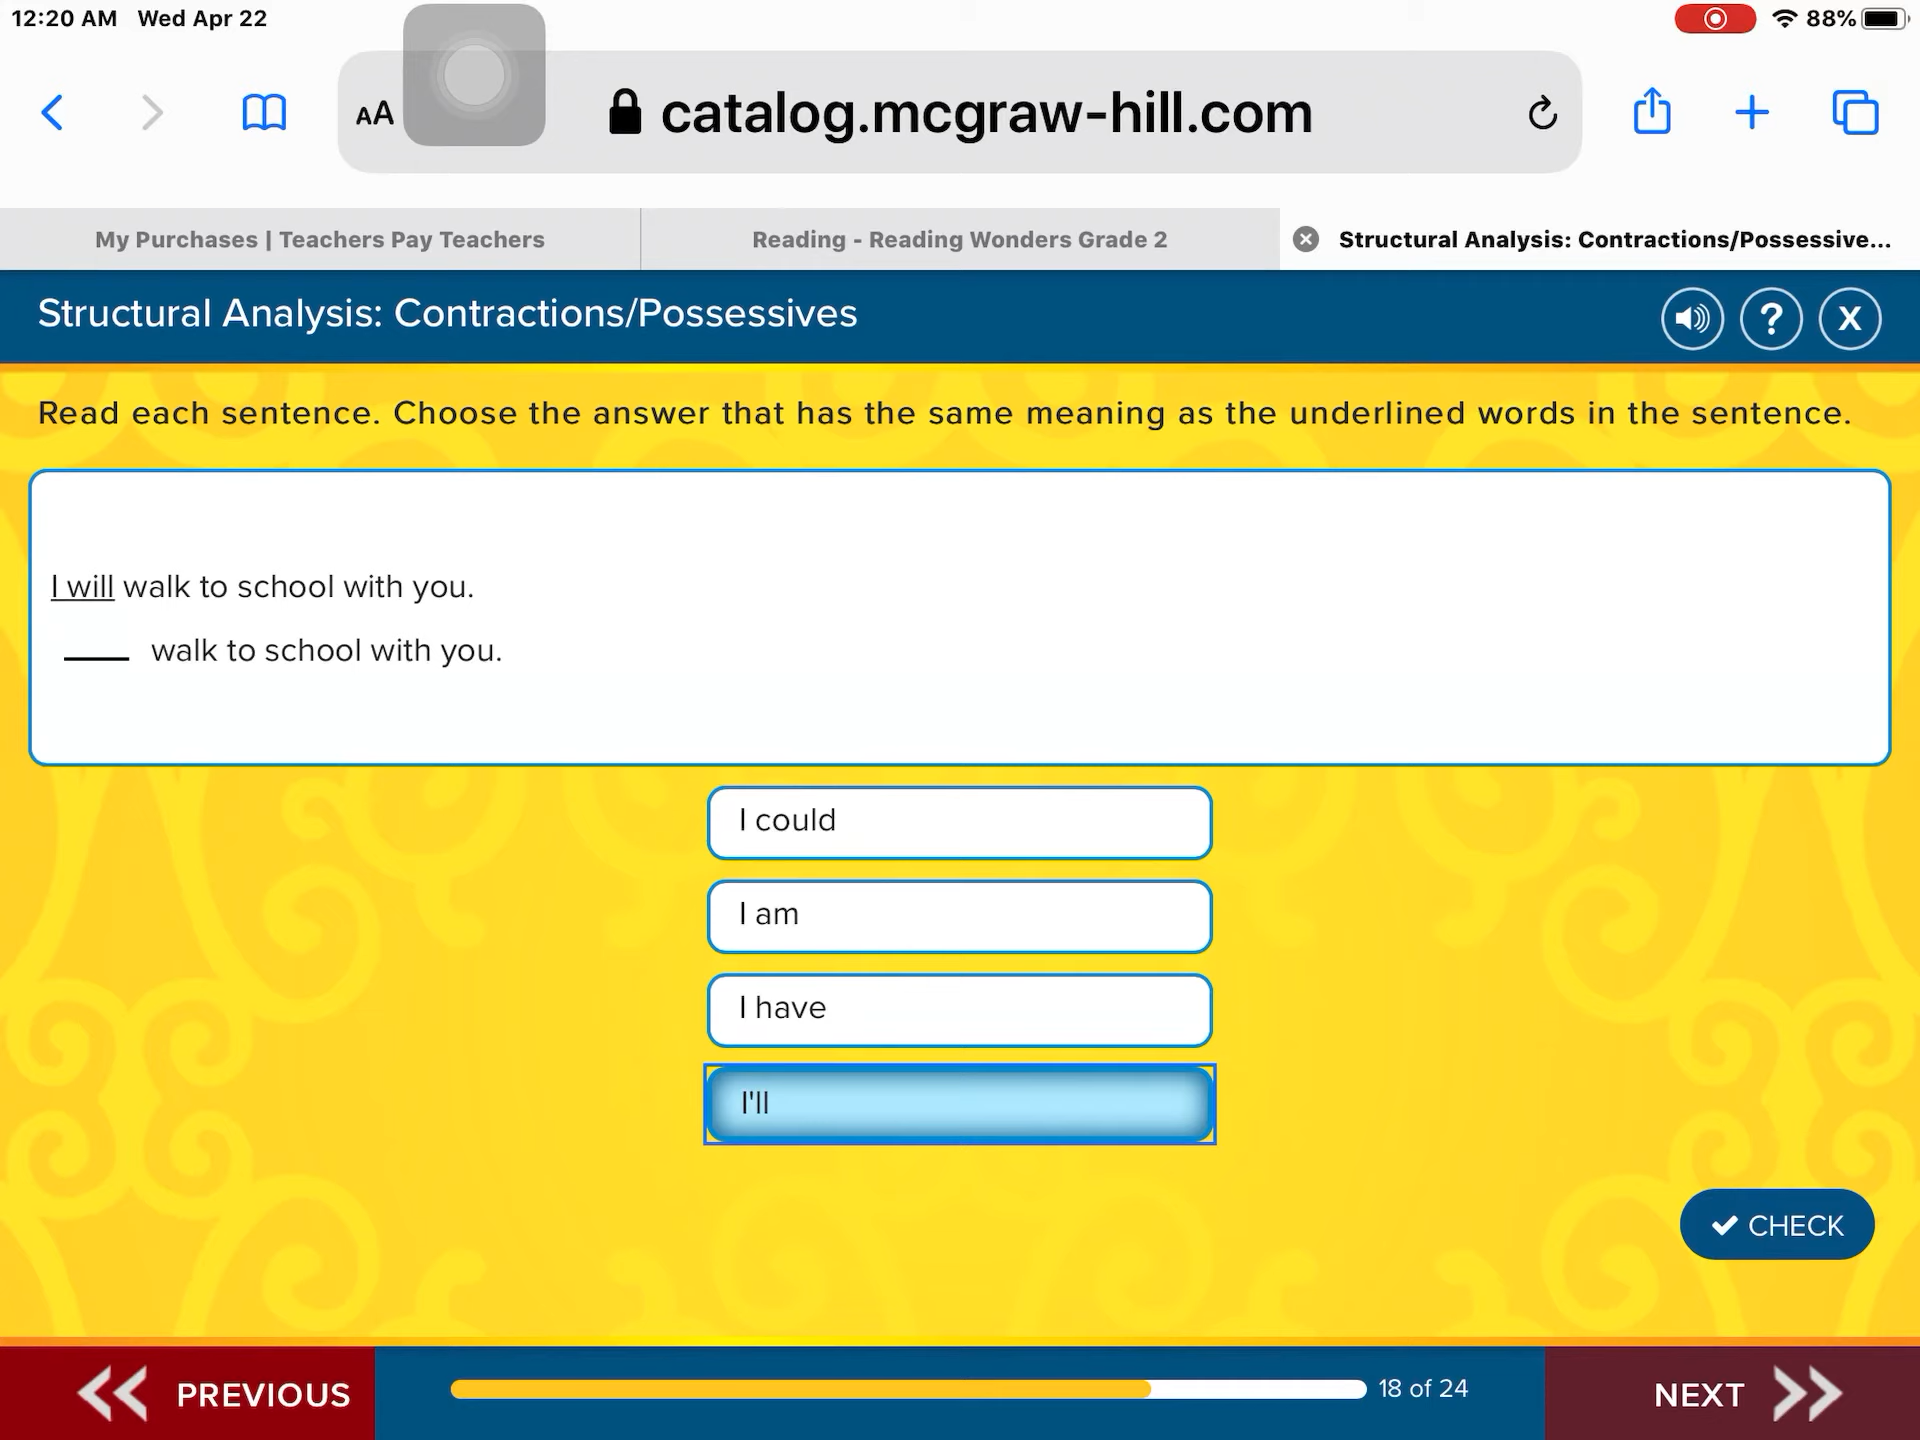 12:20 AM Wed Apr 22
88%
AA catalog.mcgraw-hill.com
My Purchases | Teachers Pay Teachers
Reading - Reading Wonders Grade 2
Structural Analysis: Contractions/Possessive...
Structural Analysis: Contractions/Possessives
? X
Read each sentence. Choose the answer that has the same meaning as the underlined words in the sentence.
I will walk to school with you.
____ walk to school with you.
I could
I am
I have
I'll
CHECK
PREVIOUS
18 of 24
NEXT